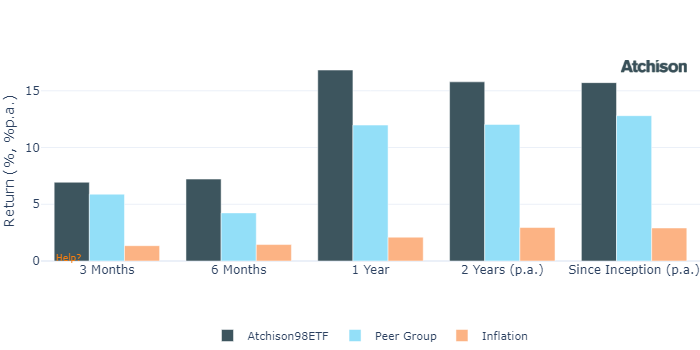 Atchison
Return (%, %p.a.)
15
10
5
0
Help?
3 Months
6 Months
1 Year
2 Years (p.a.)
Since Inception (p.a.)
Atchison98ETF
Peer Group
Inflation